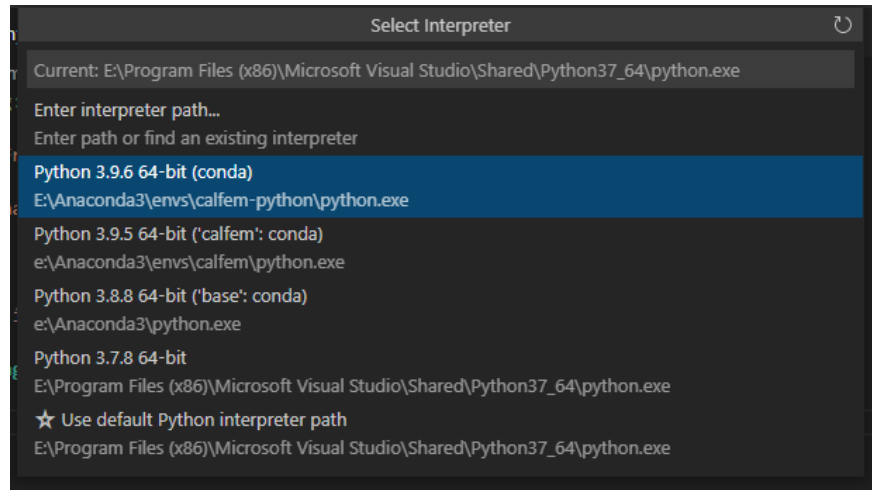 Select Interpreter
Current: E:\Program Files (x86)\Microsoft Visual Studio\Shared\Python37_64\python.exe
Enter interpreter path...
Enter path or find an existing interpreter
Python 3.9.6 64-bit (conda)
E:\Anaconda3\envs\calfem-python\python.exe
Python 3.9.5 64-bit ('calfem': conda)
e:\Anaconda3\envs\calfem\python.exe
Python 3.8.8 64-bit ('base': conda)
e:\Anaconda3\python.exe
Python 3.7.8 64-bit
E:\Program Files (x86)\Microsoft Visual Studio\Shared\Python37_64\python.exe
☆ Use default Python interpreter path
E:\Program Files (x86)\Microsoft Visual Studio\Shared\Python37_64\python.exe